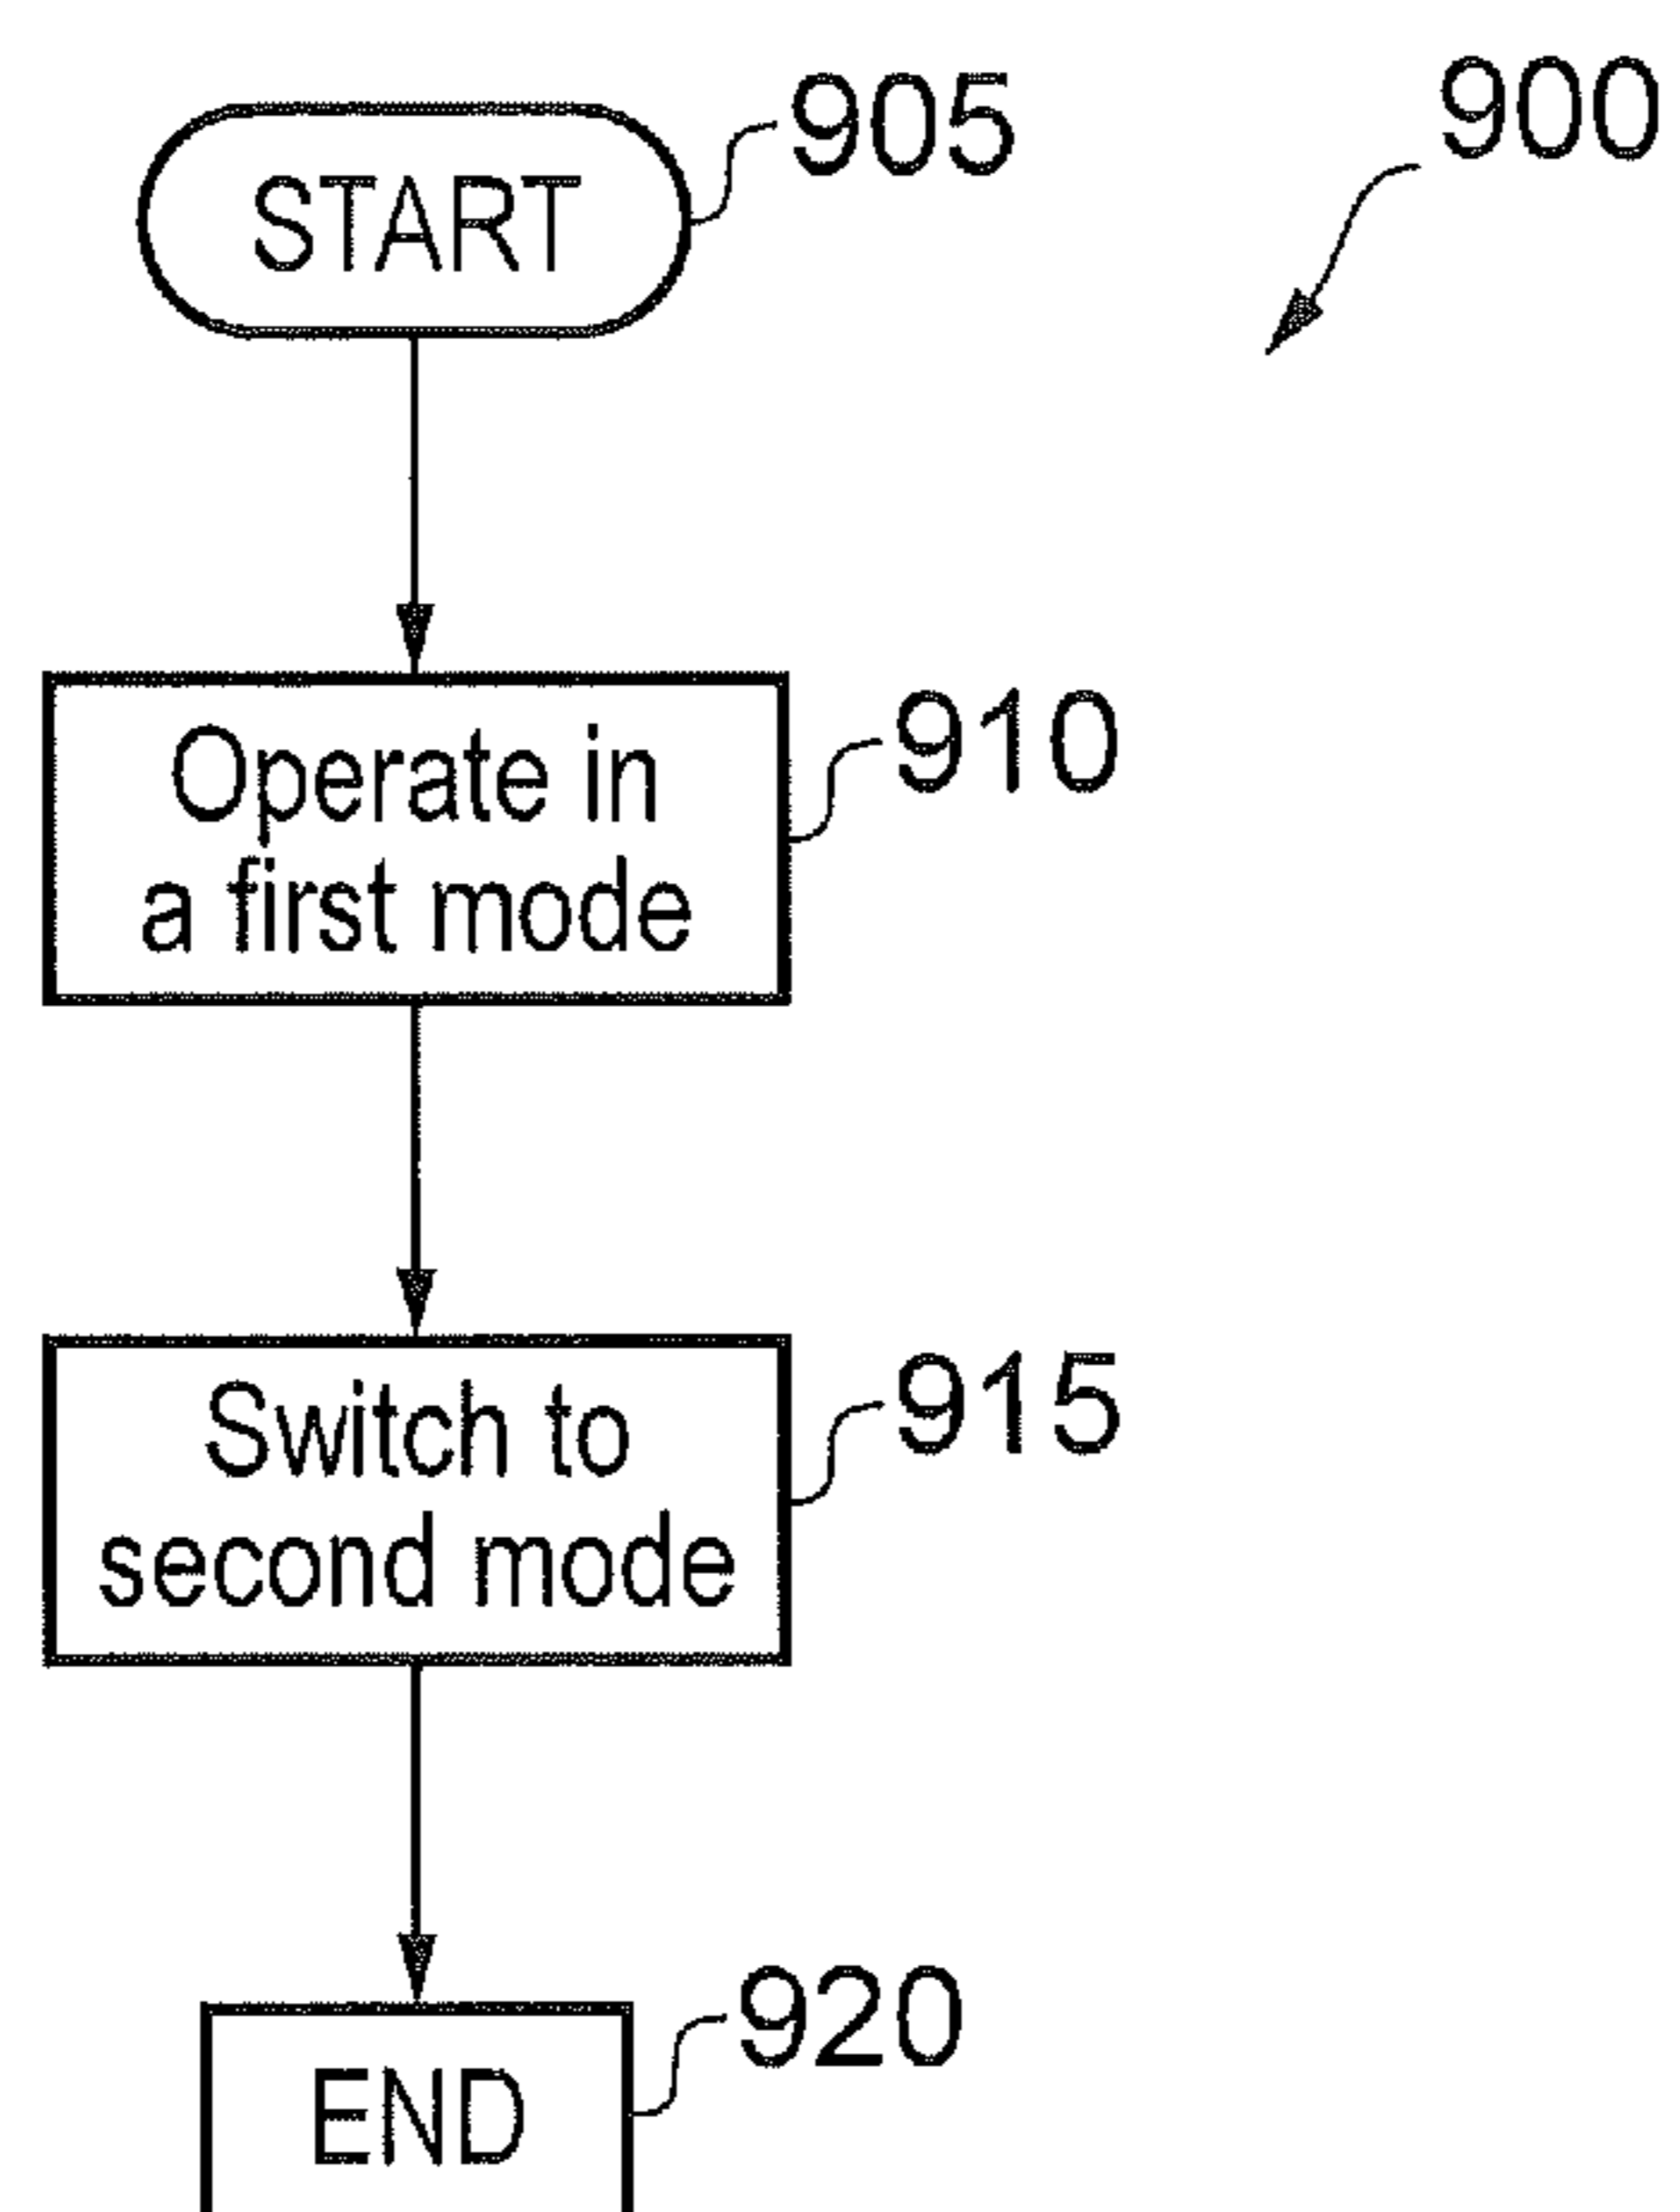 905
900
START
910
Operate in
a first mode
915
Switch to
second mode
920
END